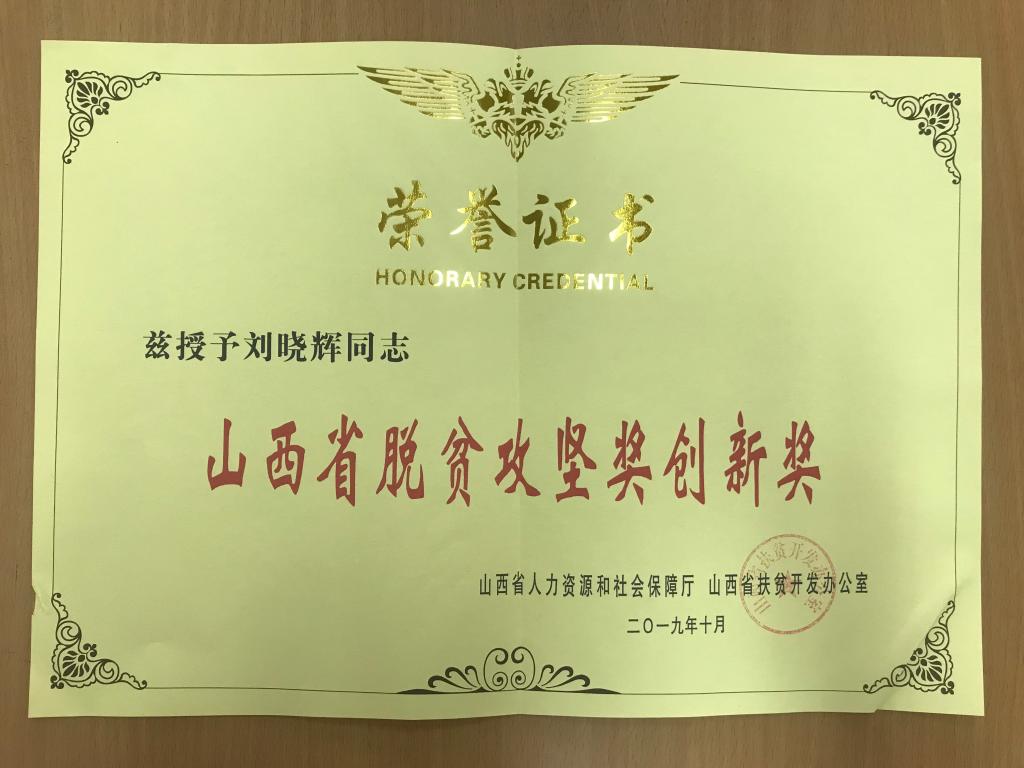 荣誉证书
HONORARY CREDENTIAL
兹授予刘晓辉同志
山西省脱贫攻坚奖创新奖
山西省人力资源和社会保障厅 山西省扶贫开发办公室
二〇一九年十月